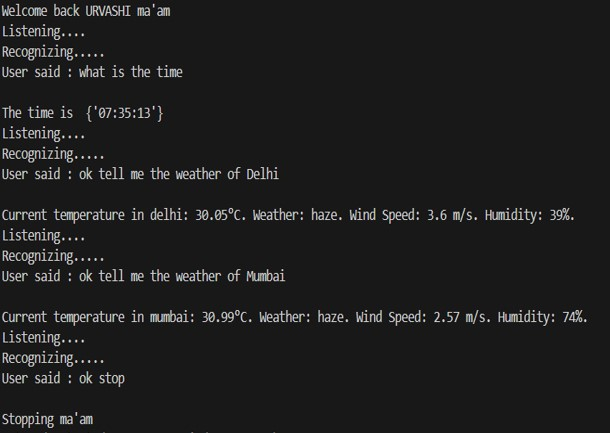 Welcome back URVASHI ma'am
Listening....
Recognizing.....
User said : what is the time
The time is  {'07:35:13'}
Listening....
Recognizing.....
User said : ok tell me the weather of Delhi
Current temperature in delhi: 30.05°C. Weather: haze. Wind Speed: 3.6 m/s. Humidity: 39%.
Listening....
Recognizing.....
User said : ok tell me the weather of Mumbai
Current temperature in mumbai: 30.99°C. Weather: haze. Wind Speed: 2.57 m/s. Humidity: 74%.
Listening....
Recognizing.....
User said : ok stop
Stopping ma'am